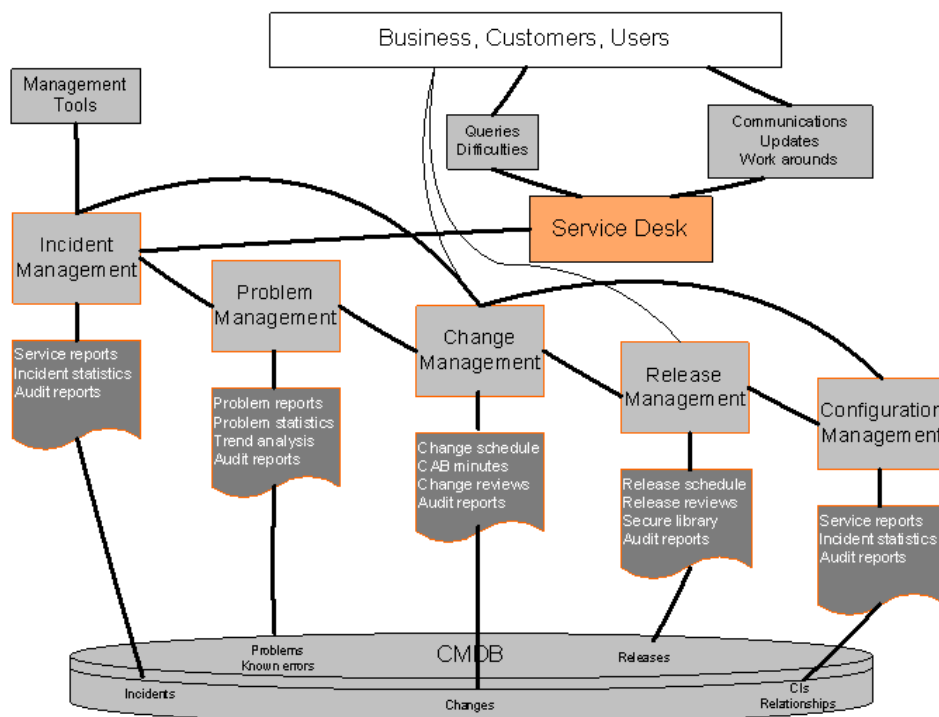 Business, Customers, Users
Management
Tools
Queries
Difficulties
Communications
Updates
Work arounds
Service Desk
Incident
Management
Problem
Management
Change
Management
Release
Management
Configuration
Management
Service reports
Incident statistics
Audit reports
Problem reports
Problem statistics
Trend analysis
Audit reports
Change schedule
CAB minutes
Change reviews
Audit reports
Release schedule
Release reviews
Secure library
Audit reports
Service reports
Incident statistics
Audit reports
CMDB
Incidents
Problems
Known errors
Changes
Releases
CIs
Relationships